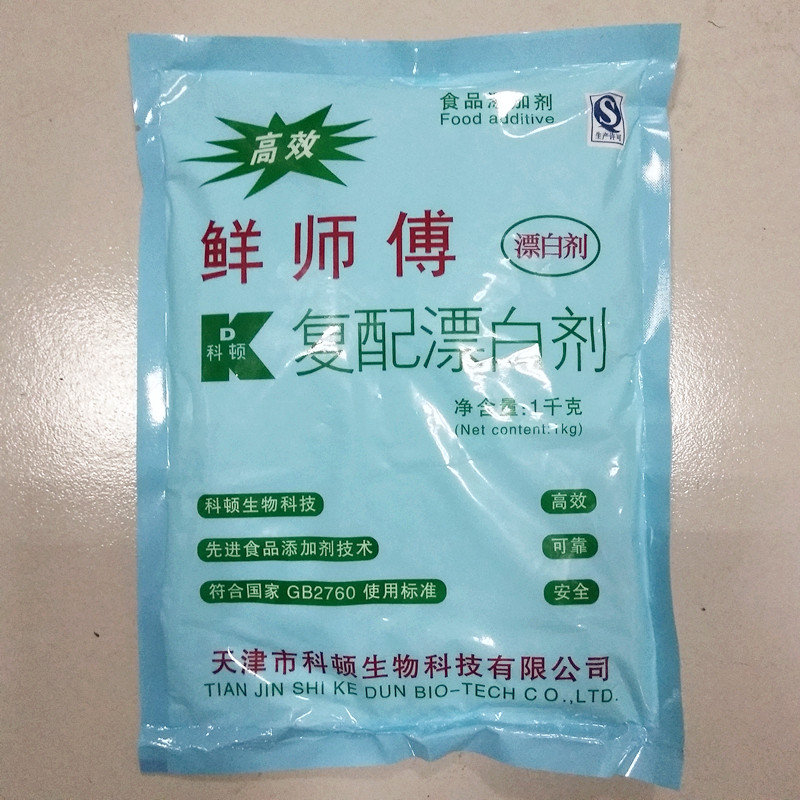 食品添加剂
Food additive
生产许可
高效
鲜师傅
漂白剂
KD
科顿
复配漂白剂
净含量:1千克
(Net content:1kg)
科顿生物科技
高效
先进食品添加剂技术
可靠
符合国家 GB2760 使用标准
安全
天津市科顿生物科技有限公司
TIAN JIN SHI KE DUN BIO-TECH CO.,LTD.